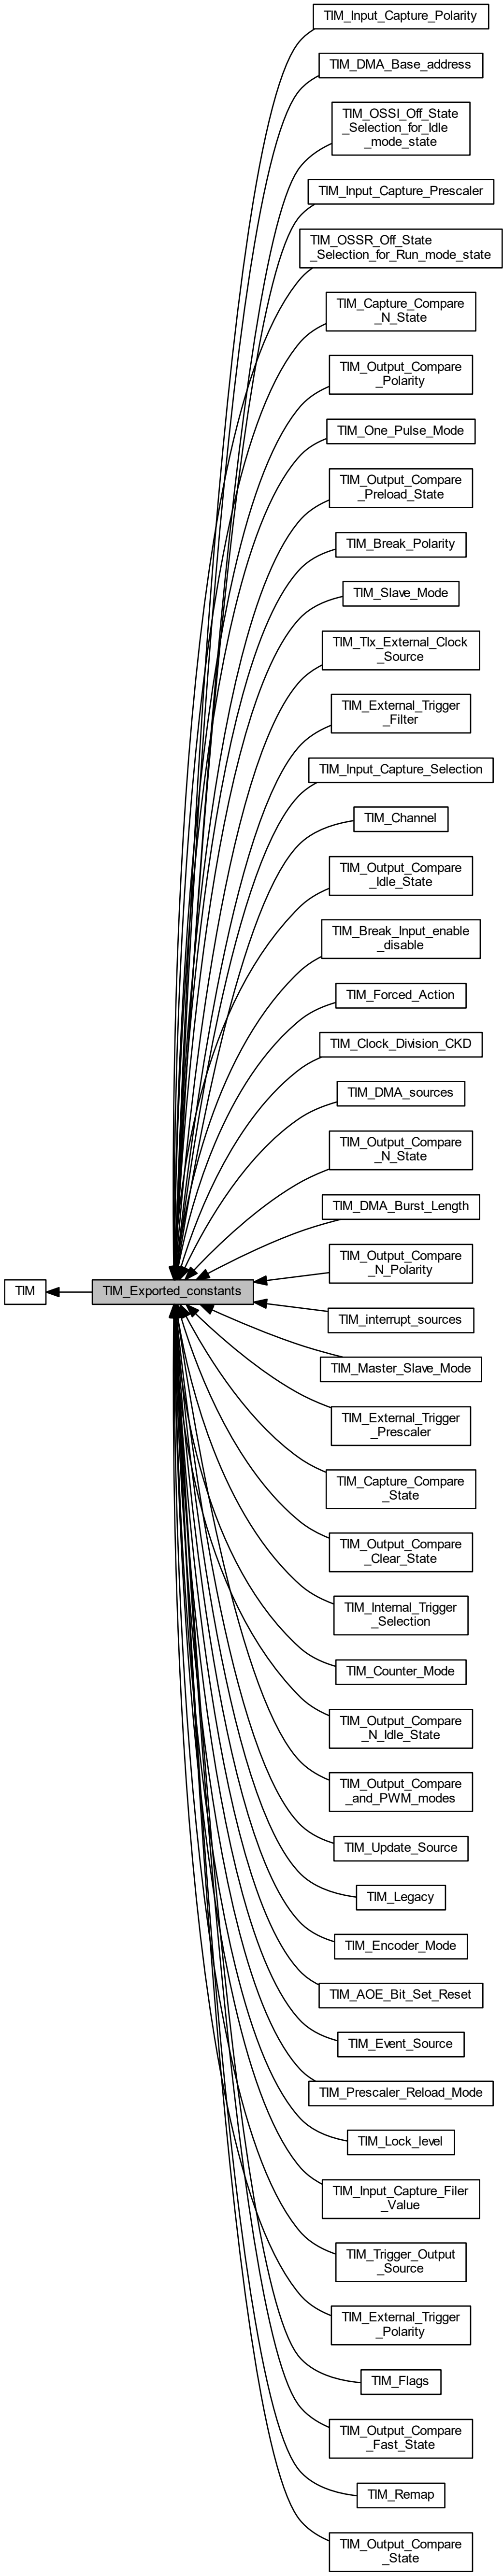 TIM_Input_Capture_Polarity
TIM_DMA_Base_address
TIM_OSSI_Off_State
_Selection_for_Idle
_mode_state
TIM_Input_Capture_Prescaler
TIM_OSSR_Off_State
_Selection_for_Run_mode_state
TIM_Capture_Compare
_N_State
TIM_Output_Compare
_Polarity
TIM_One_Pulse_Mode
TIM_Output_Compare
_Preload_State
TIM_Break_Polarity
TIM_Slave_Mode
TIM_TIx_External_Clock
_Source
TIM_External_Trigger
_Filter
TIM_Input_Capture_Selection
TIM_Channel
TIM_Output_Compare
_Idle_State
TIM_Break_Input_enable
_disable
TIM_Forced_Action
TIM_Clock_Division_CKD
TIM_DMA_sources
TIM_Output_Compare
_N_State
TIM_DMA_Burst_Length
TIM_Output_Compare
_N_Polarity
TIM
TIM_Exported_constants
TIM_interrupt_sources
TIM_Master_Slave_Mode
TIM_External_Trigger
_Prescaler
TIM_Capture_Compare
_State
TIM_Output_Compare
_Clear_State
TIM_Internal_Trigger
_Selection
TIM_Counter_Mode
TIM_Output_Compare
_N_Idle_State
TIM_Output_Compare
_and_PWM_modes
TIM_Update_Source
TIM_Legacy
TIM_Encoder_Mode
TIM_AOE_Bit_Set_Reset
TIM_Event_Source
TIM_Prescaler_Reload_Mode
TIM_Lock_level
TIM_Input_Capture_Filer
_Value
TIM_Trigger_Output
_Source
TIM_External_Trigger
_Polarity
TIM_Flags
TIM_Output_Compare
_Fast_State
TIM_Remap
TIM_Output_Compare
_State